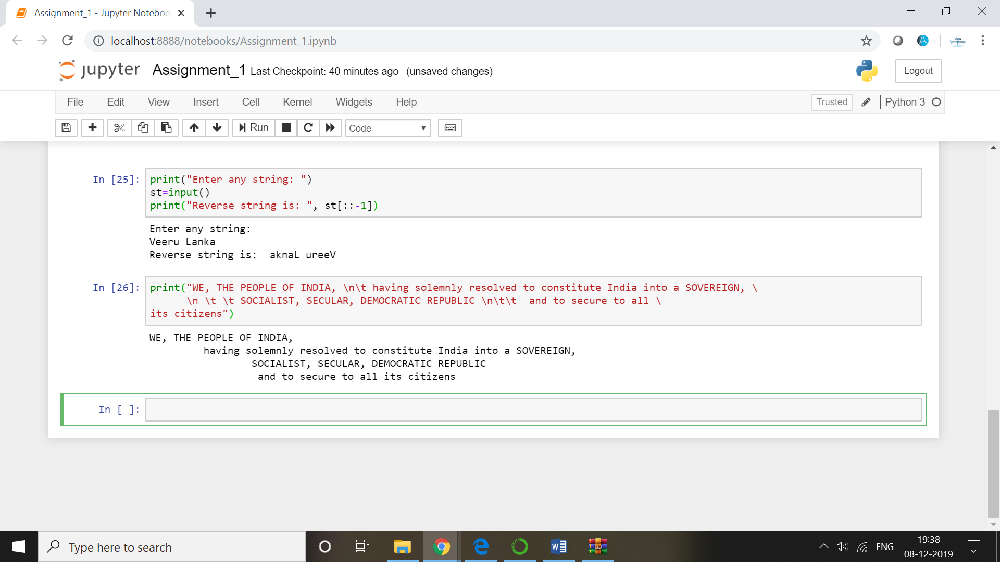 Assignment_1 - Jupyter Noteboo
localhost:8888/notebooks/Assignment_1.ipynb
jupyter Assignment_1 Last Checkpoint: 40 minutes ago (unsaved changes)
Logout
File Edit View Insert Cell Kernel Widgets Help
Trusted Python 3
Run Code
In [25]: print("Enter any string: ")
st=input()
print("Reverse string is: ", st[::-1])
Enter any string:
Veeru Lanka
Reverse string is:  aknaL ureeV
In [26]: print("WE, THE PEOPLE OF INDIA, \n\t having solemnly resolved to constitute India into a SOVEREIGN, \
      \n \t \t SOCIALIST, SECULAR, DEMOCRATIC REPUBLIC \n\t\t  and to secure to all \
its citizens")
WE, THE PEOPLE OF INDIA,
         having solemnly resolved to constitute India into a SOVEREIGN,
                 SOCIALIST, SECULAR, DEMOCRATIC REPUBLIC
                  and to secure to all its citizens
In [ ]:
Type here to search
ENG
19:38
08-12-2019